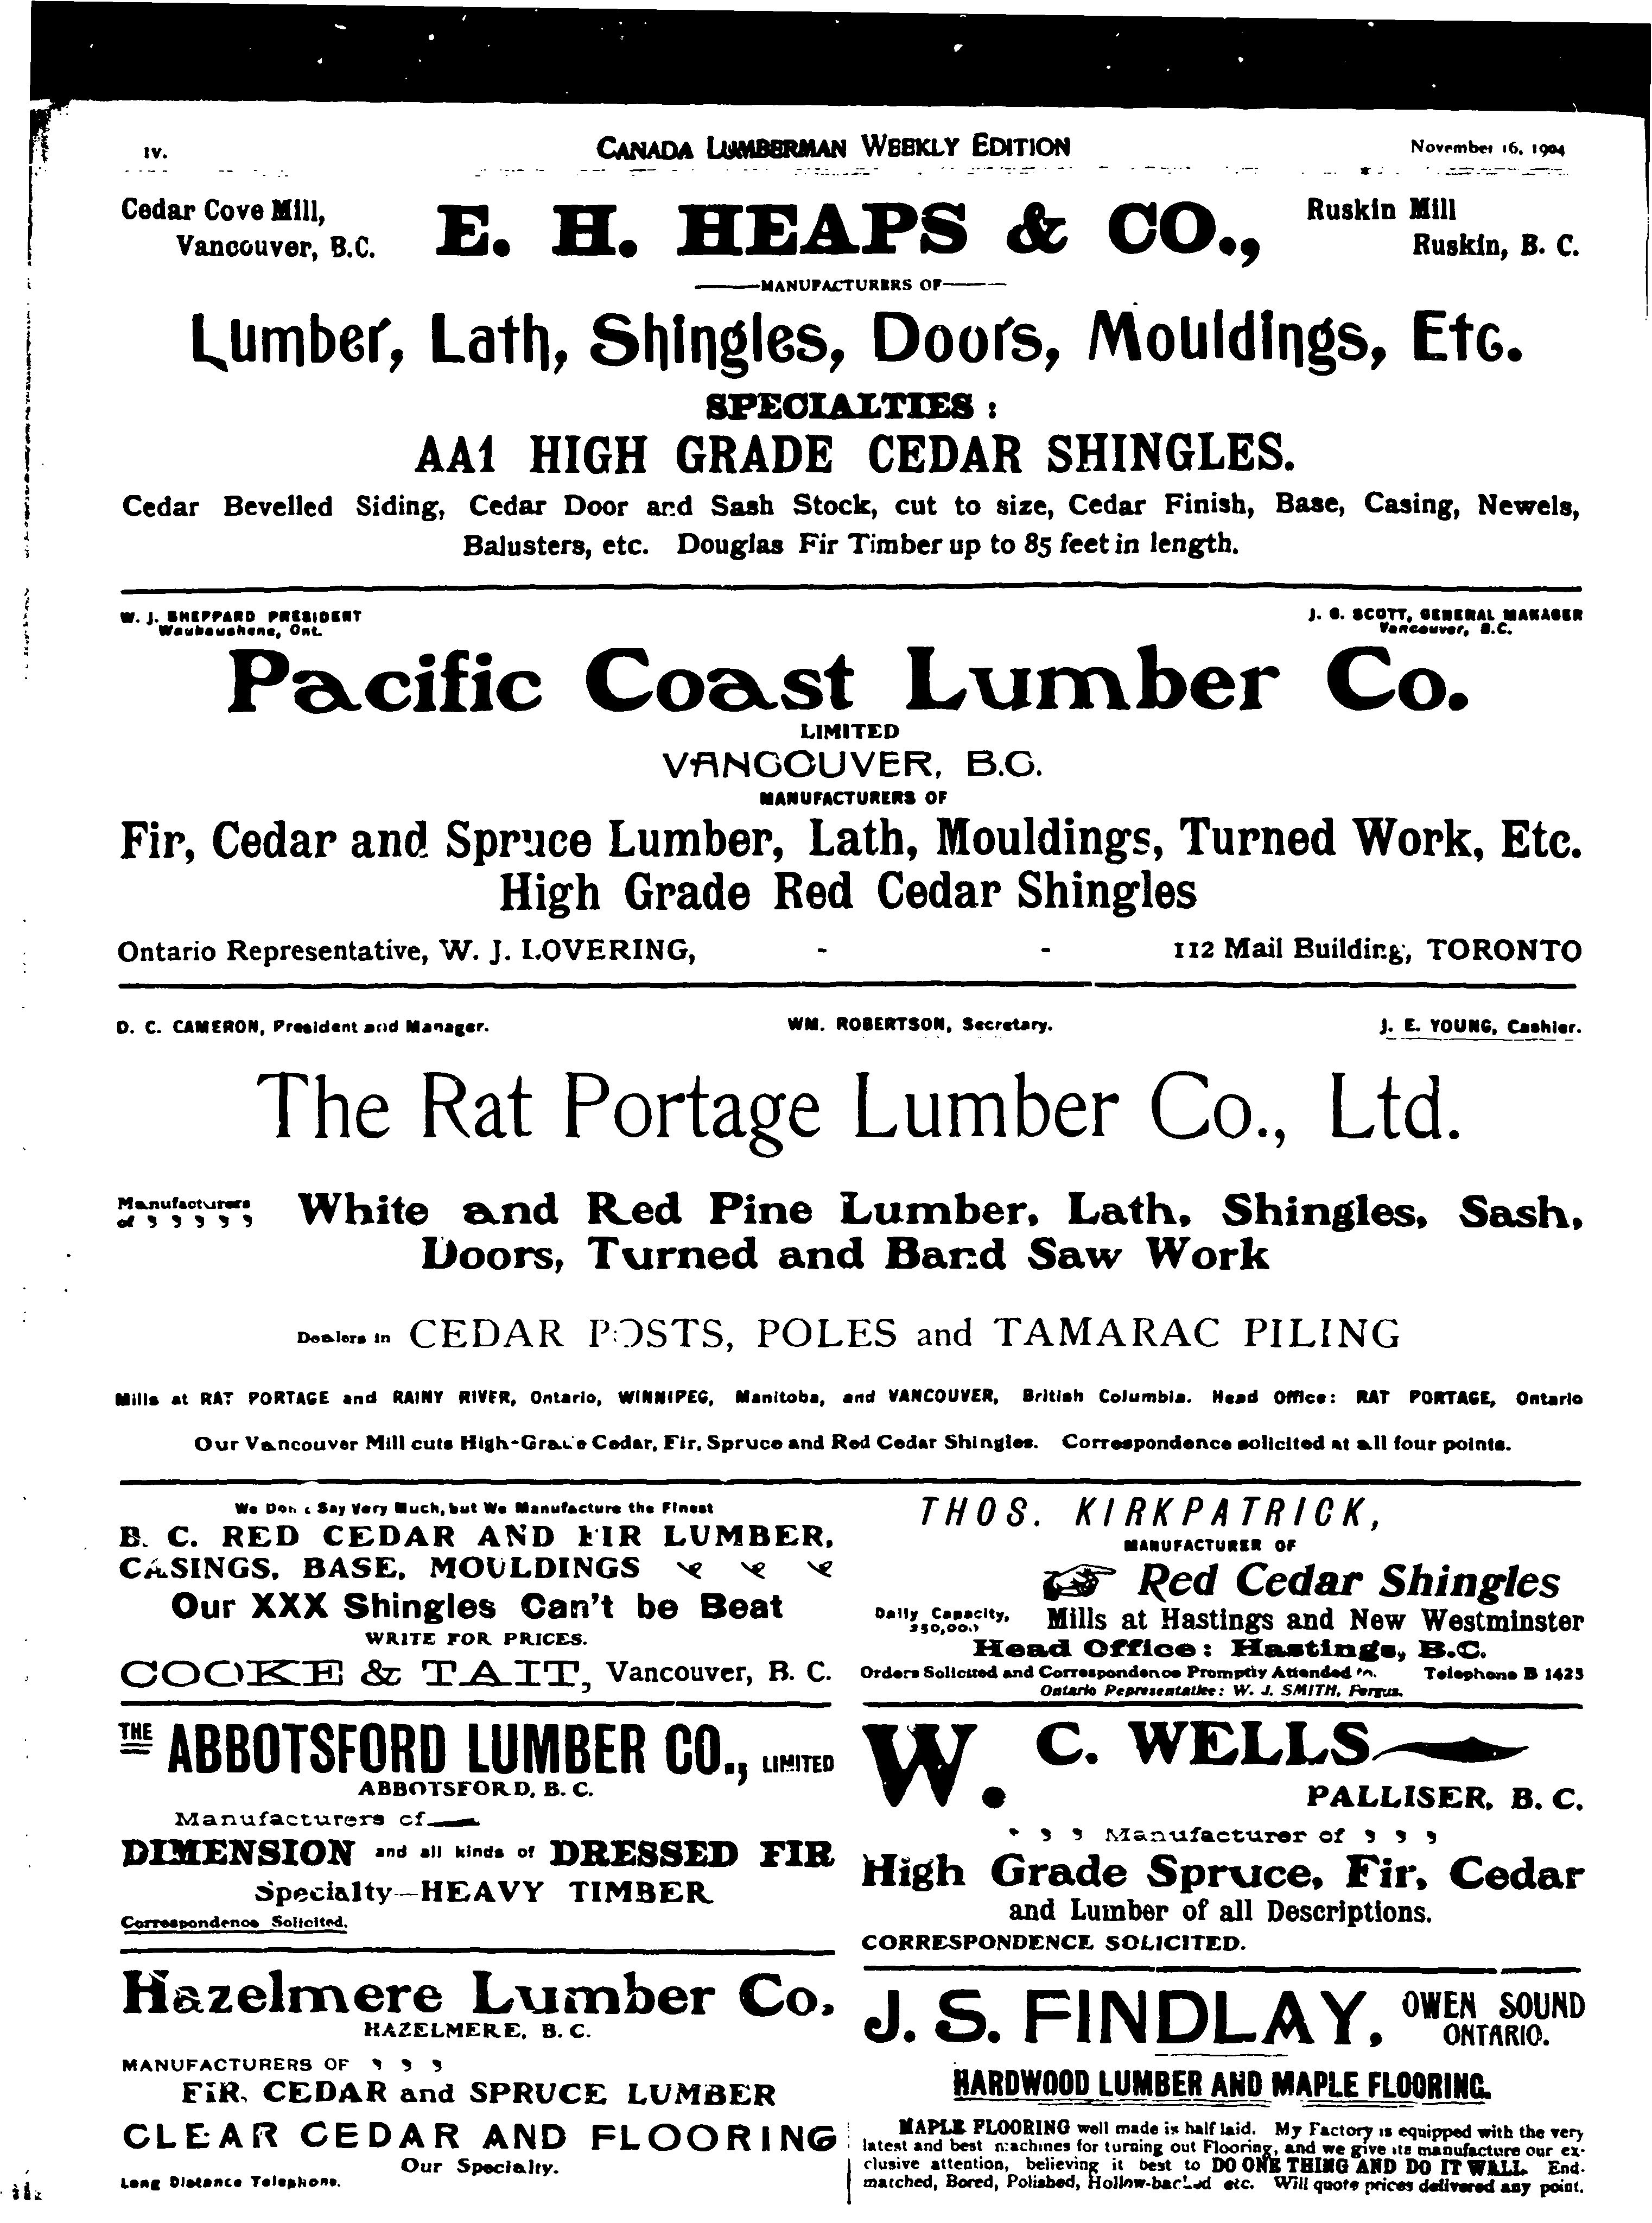 IV.
CANADA LUMBERMAN WEEKLY EDITION
November 16, 1904
Cedar Cove Mill,
Vancouver, B.C.
E. H. HEAPS & CO.,
Ruskin Mill
Ruskin, B. C.
MANUFACTURERS OF
Lumber, Lath, Shingles, Doors, Mouldings, Etc.
SPECIALTIES :
AA1 HIGH GRADE CEDAR SHINGLES.
Cedar Bevelled Siding, Cedar Door and Sash Stock, cut to size, Cedar Finish, Base, Casing, Newels,
Balusters, etc. Douglas Fir Timber up to 85 feet in length.
W. J. SHEPPARD PRESIDENT
Waubaushene, Ont.
J. G. SCOTT, GENERAL MANAGER
Vancouver, B.C.
Pacific Coast Lumber Co.
LIMITED
VANCOUVER, B.C.
MANUFACTURERS OF
Fir, Cedar and Spruce Lumber, Lath, Mouldings, Turned Work, Etc.
High Grade Red Cedar Shingles
Ontario Representative, W. J. LOVERING, - - 112 Mail Building, TORONTO
D. C. CAMERON, President and Manager. WM. ROBERTSON, Secretary. J. E. YOUNG, Cashier.
The Rat Portage Lumber Co., Ltd.
Manufacturers
of
White and Red Pine Lumber, Lath, Shingles, Sash,
Doors, Turned and Band Saw Work
Dealers in CEDAR POSTS, POLES and TAMARAC PILING
Mills at RAT PORTAGE and RAINY RIVER, Ontario, WINNIPEG, Manitoba, and VANCOUVER, British Columbia. Head Office: RAT PORTAGE, Ontario
Our Vancouver Mill cuts High-Grade Cedar, Fir, Spruce and Red Cedar Shingles. Correspondence solicited at all four points.
We Don't Say Very Much, but We Manufacture the Finest
B. C. RED CEDAR AND FIR LUMBER,
CASINGS, BASE, MOULDINGS
Our XXX Shingles Can't be Beat
WRITE FOR PRICES.
COOKE & TAIT, Vancouver, B. C.
THOS. KIRKPATRICK,
MANUFACTURER OF
Red Cedar Shingles
Daily Capacity,
250,000
Mills at Hastings and New Westminster
Head Office: Hastings, B.C.
Orders Solicited and Correspondence Promptly Attended to. Telephone B 1425
Ontario Representative: W. J. SMITH, Fergus.
THE ABBOTSFORD LUMBER CO., LIMITED
ABBOTSFORD, B. C.
Manufacturers of
DIMENSION and all kinds of DRESSED FIR
Specialty—HEAVY TIMBER
Correspondence Solicited.
W. C. WELLS
PALLISER, B. C.
Manufacturer of
High Grade Spruce, Fir, Cedar
and Lumber of all Descriptions.
CORRESPONDENCE SOLICITED.
Hazelmere Lumber Co.
HAZELMERE, B. C.
MANUFACTURERS OF
FIR, CEDAR and SPRUCE LUMBER
CLEAR CEDAR AND FLOORING
Our Specialty.
Long Distance Telephone.
J. S. FINDLAY, OWEN SOUND
ONTARIO.
HARDWOOD LUMBER AND MAPLE FLOORING.
MAPLE FLOORING well made is half laid. My Factory is equipped with the very
latest and best machines for turning out Flooring, and we give its manufacture our ex-
clusive attention, believing it best to DO ONE THING AND DO IT WELL. End-
matched, Bored, Polished, Hollow-backed etc. Will quote prices delivered any point.